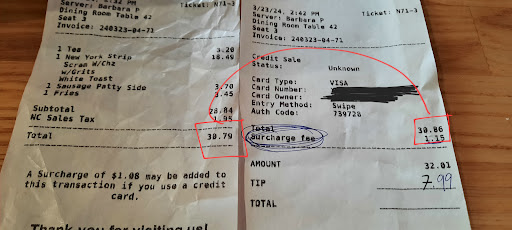 Server: Barbara P Ticket: N71-3
Dining Room Table 42
Seat 3
Invoice: 240323-04-71
1 Tea 3.20
1 New York Strip 18.49
Scram W/Chz
w/Grits
White Toast
1 Sausage Patty Side 3.70
1 Fries 3.45
Subtotal 28.84
NC Sales Tax 1.95
Total 30.79
A Surcharge of $1.08 may be added to
this transaction if you use a credit
card.
Thank you for visiting us!
3/23/24, 2:42 PM
Server: Barbara P Ticket: N71-3
Dining Room Table 42
Seat 3
Invoice: 240323-04-71
Credit Sale
Status: Unknown
Card Type: VISA
Card Number:
Card Owner:
Entry Method: Swipe
Auth Code: 739728
Total 30.86
Surcharge fee 1.15
AMOUNT 32.01
TIP 7.99
TOTAL